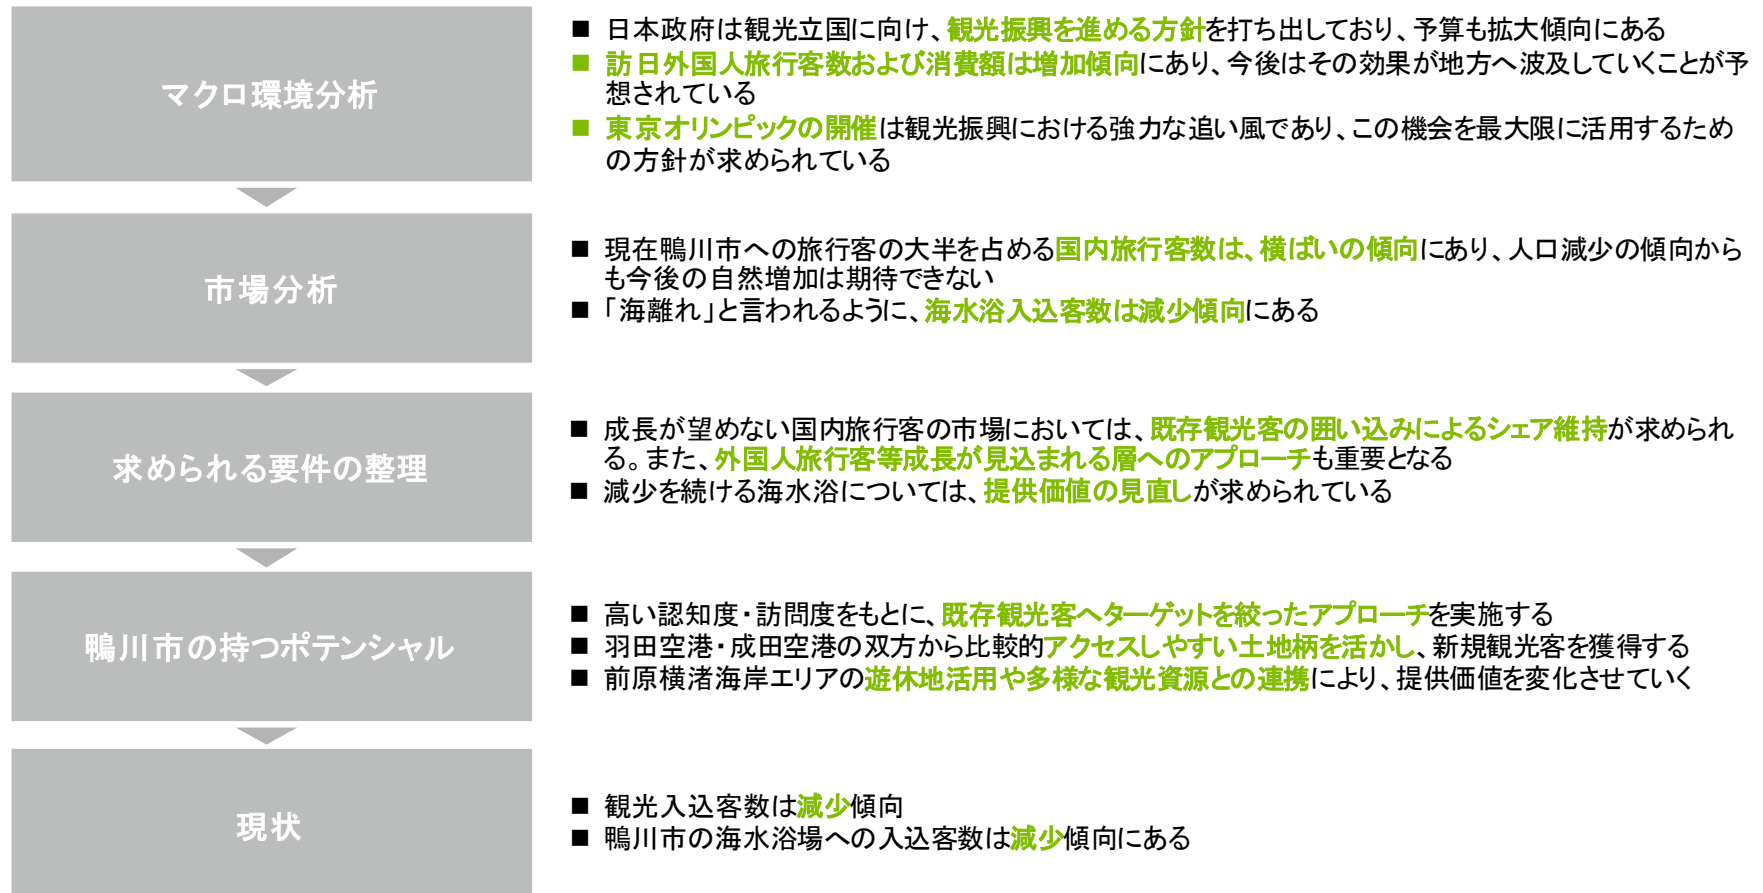 マクロ環境分析
■ 日本政府は観光立国に向け、観光振興を進める方針を打ち出しており、予算も拡大傾向にある
■ 訪日外国人旅行客数および消費額は増加傾向にあり、今後はその効果が地方へ波及していくことが予
想されている
■ 東京オリンピックの開催は観光振興における強力な追い風であり、この機会を最大限に活用するため
の方針が求められている
市場分析
■ 現在鴨川市への旅行客の大半を占める国内旅行客数は、横ばいの傾向にあり、人口減少の傾向から
も今後の自然増加は期待できない
■ 「海離れ」と言われるように、海水浴入込客数は減少傾向にある
求められる要件の整理
■ 成長が望めない国内旅行客の市場においては、既存観光客の囲い込みによるシェア維持が求められ
る。また、外国人旅行客等成長が見込まれる層へのアプローチも重要となる
■ 減少を続ける海水浴については、提供価値の見直しが求められている
鴨川市の持つポテンシャル
■ 高い認知度・訪問度をもとに、既存観光客へターゲットを絞ったアプローチを実施する
■ 羽田空港・成田空港の双方から比較的アクセスしやすい土地柄を活かし、新規観光客を獲得する
■ 前原横渚海岸エリアの遊休地活用や多様な観光資源との連携により、提供価値を変化させていく
現状
■ 観光入込客数は減少傾向
■ 鴨川市の海水浴場への入込客数は減少傾向にある